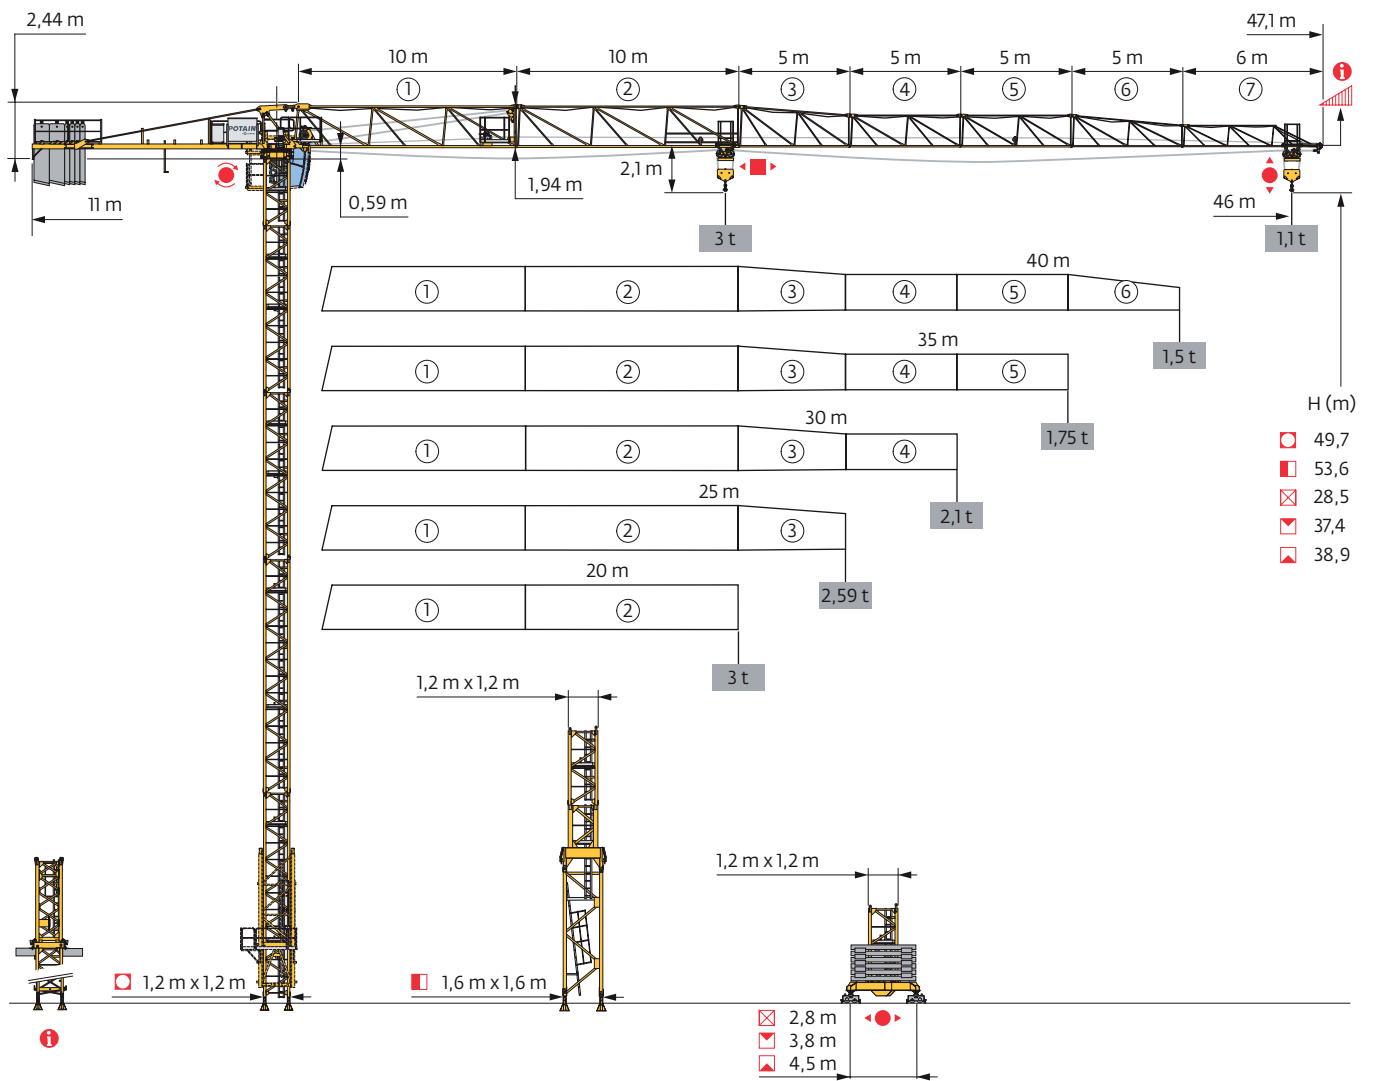 2,44 m
47,1 m
10 m
10 m
5 m
5 m
5 m
5 m
6 m
1
2
3
4
5
6
7
i
POTAIN
2,1 m
1,94 m
11 m
0,59 m
46 m
3 t
1,1 t
40 m
1
2
3
4
5
6
1,5 t
35 m
1
2
3
4
5
1,75 t
H (m)
49,7
53,6
28,5
37,4
38,9
30 m
1
2
3
4
2,1 t
25 m
1
2
3
2,59 t
20 m
1
2
3 t
1,2 m x 1,2 m
1,2 m x 1,2 m
1,2 m x 1,2 m
1,6 m x 1,6 m
i
2,8 m
3,8 m
4,5 m